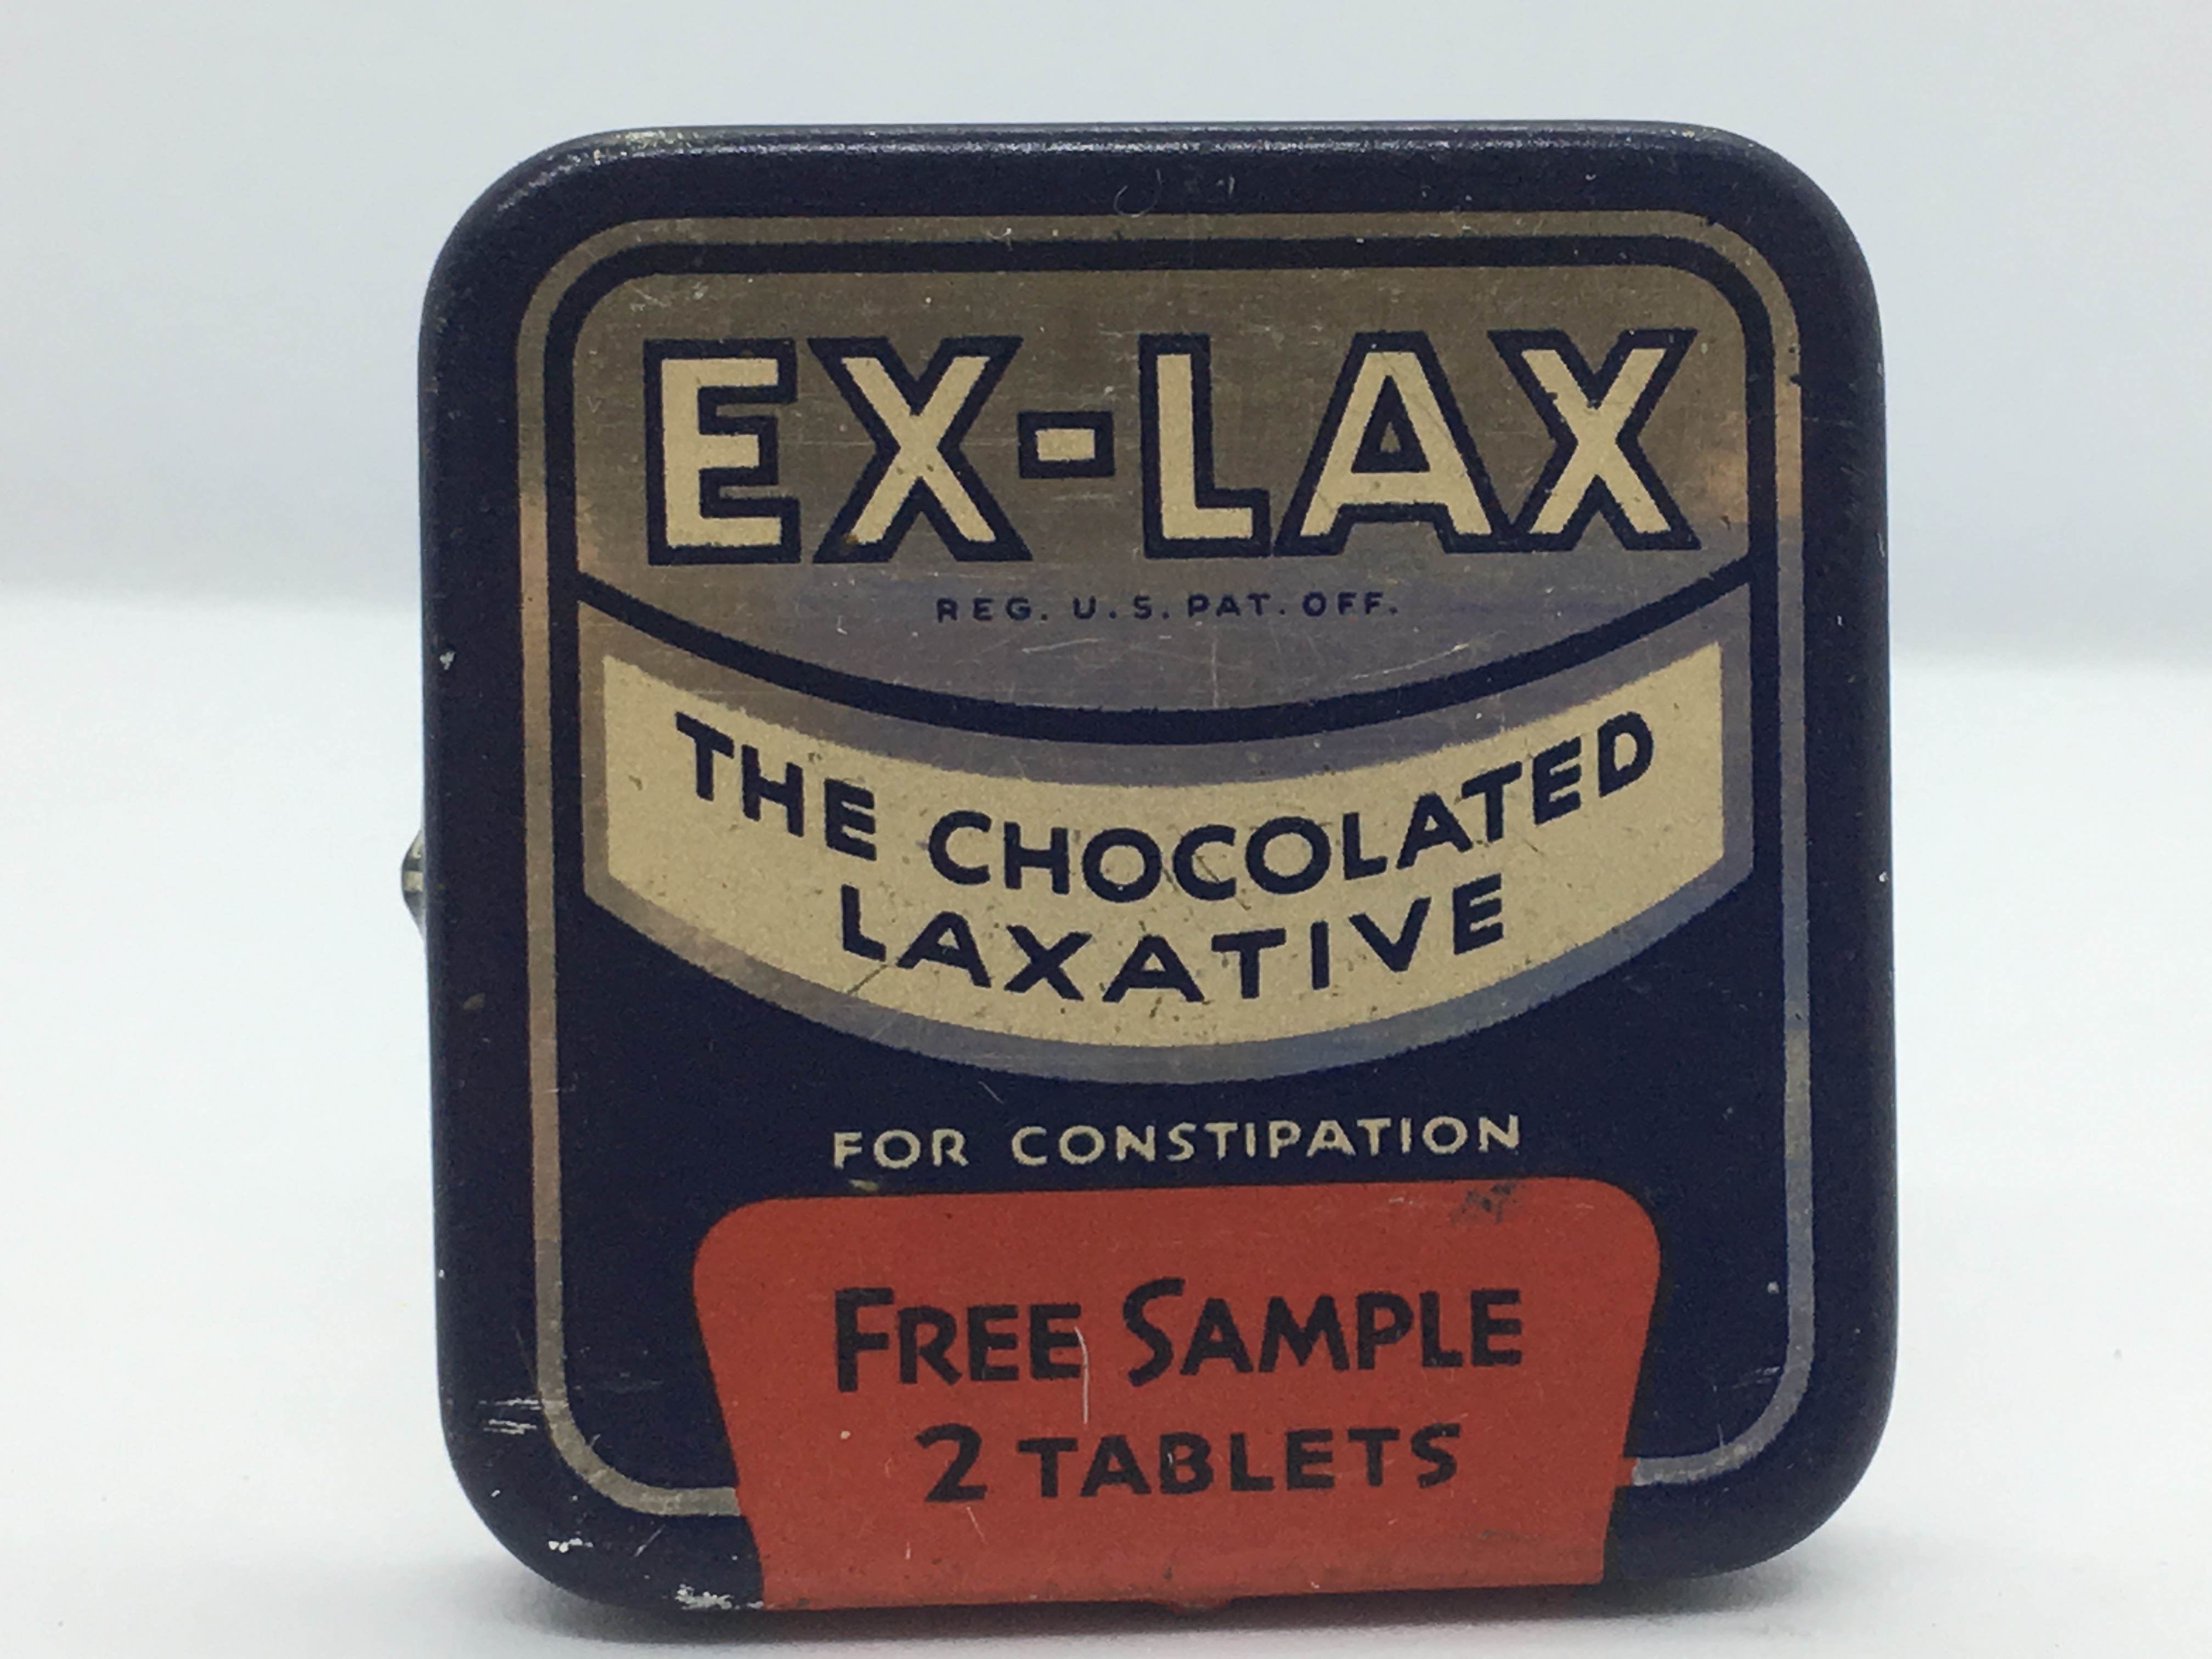 EX-LAX
REG. U.S. PAT. OFF.
THE CHOCOLATED
LAXATIVE
FOR CONSTIPATION
FREE SAMPLE
2 TABLETS